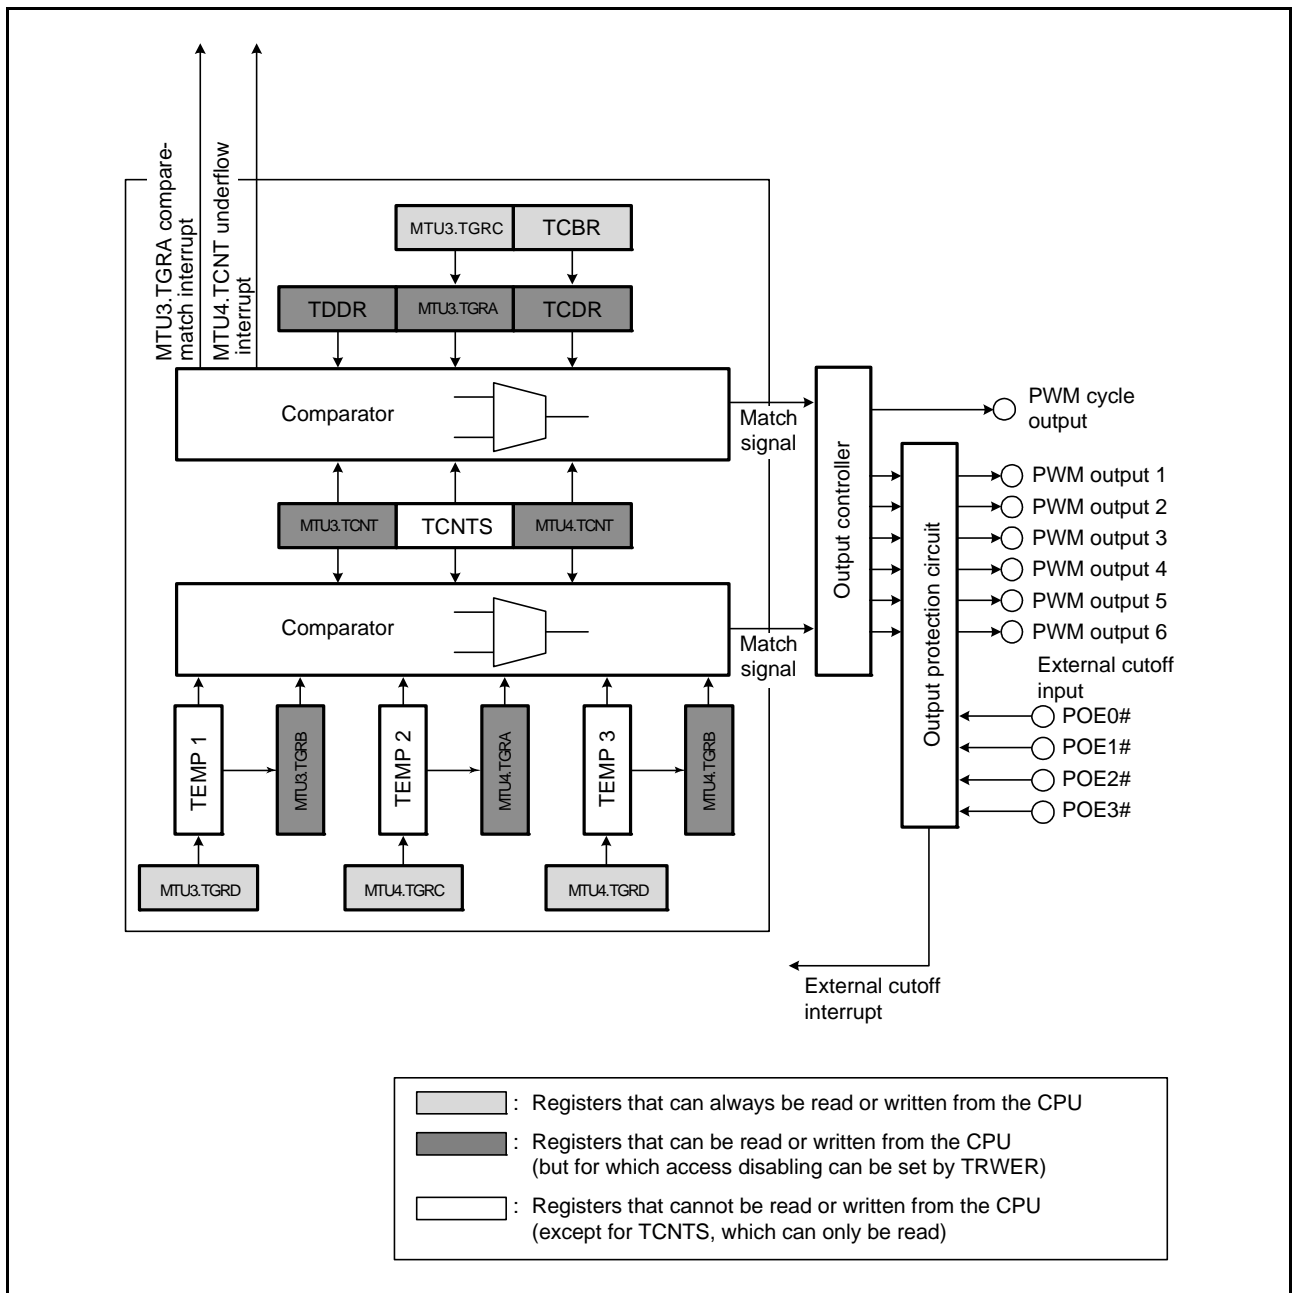 MTU3.TGRA compare-
match interrupt
MTU4.TCNT underflow
interrupt
MTU3.TGRC
TCBR
TDDR
MTU3.TGRA
TCDR
Comparator
Match
signal
PWM cycle
output
Output controller
Output protection circuit
PWM output 1
PWM output 2
PWM output 3
PWM output 4
PWM output 5
PWM output 6
MTU3.TCNT
TCNTS
MTU4.TCNT
Comparator
Match
signal
External cutoff
input
POE0#
POE1#
POE2#
POE3#
TEMP 1
MTU3.TGRB
TEMP 2
MTU4.TGRA
TEMP 3
MTU4.TGRB
MTU3.TGRD
MTU4.TGRC
MTU4.TGRD
External cutoff
interrupt
: Registers that can always be read or written from the CPU
: Registers that can be read or written from the CPU
(but for which access disabling can be set by TRWER)
: Registers that cannot be read or written from the CPU
(except for TCNTS, which can only be read)